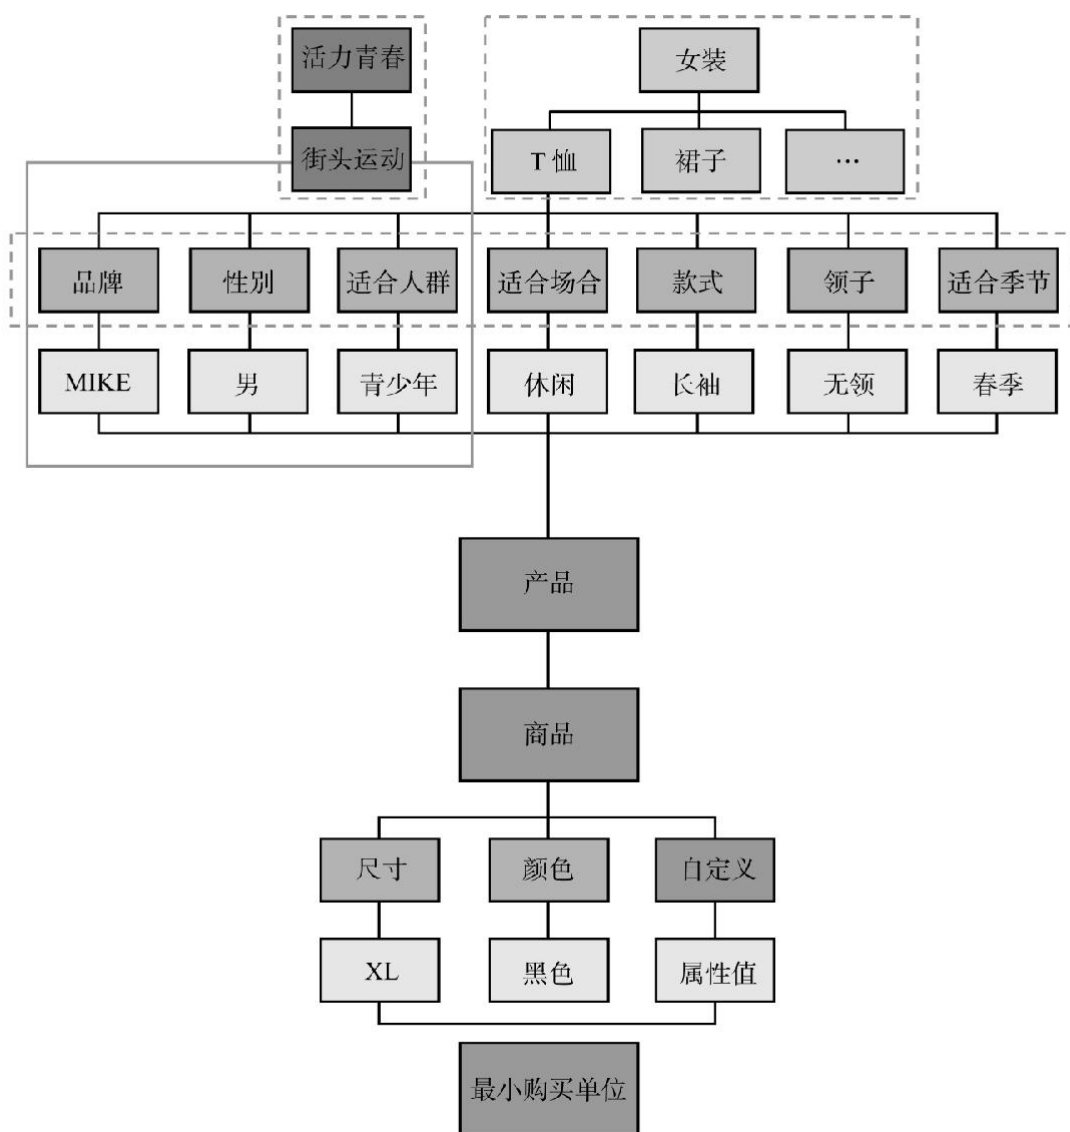 活力青春
女装
街头运动
T恤
裙子
…
品牌
性别
适合人群
适合场合
款式
领子
适合季节
MIKE
男
青少年
休闲
长袖
无领
春季
产品
商品
尺寸
颜色
自定义
XL
黑色
属性值
最小购买单位